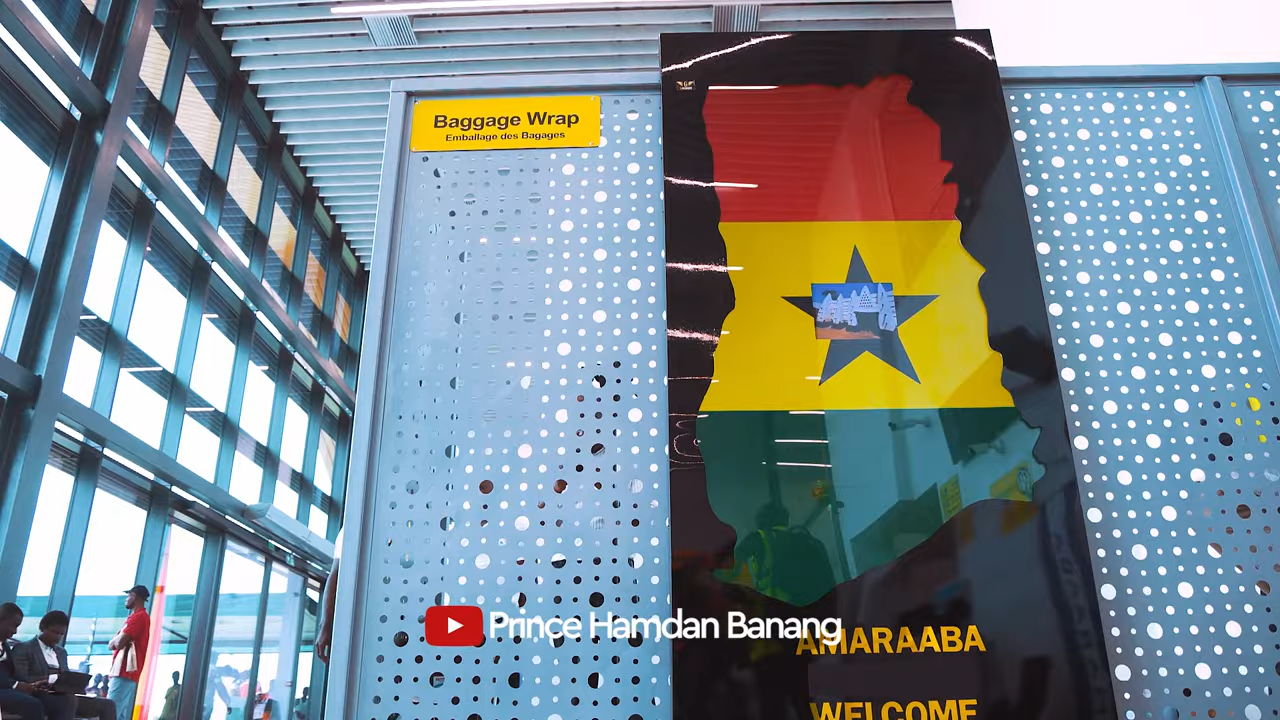 Baggage Wrap
Emballage des Bagages
Prince Hamdan Banang
AMARAABA
WELCOME